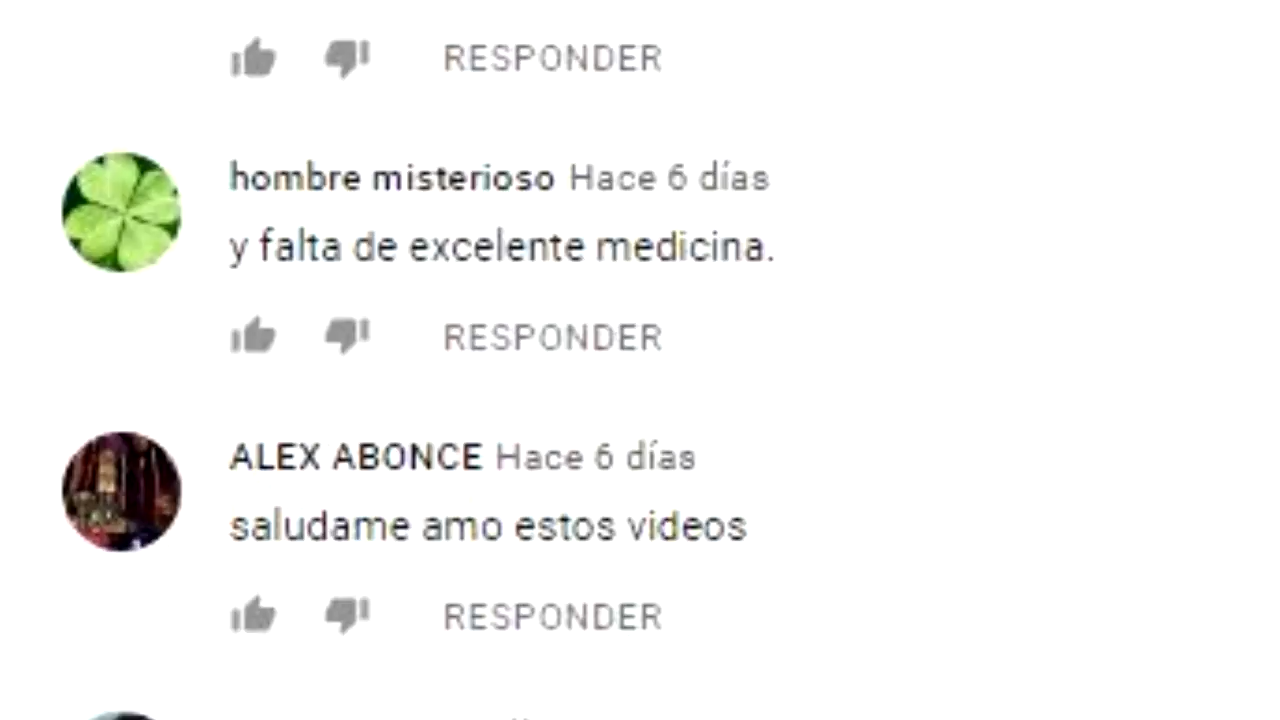 RESPONDER
hombre misterioso Hace 6 días
y falta de excelente medicina.
RESPONDER
ALEX ABONCE Hace 6 días
saludame amo estos videos
RESPONDER